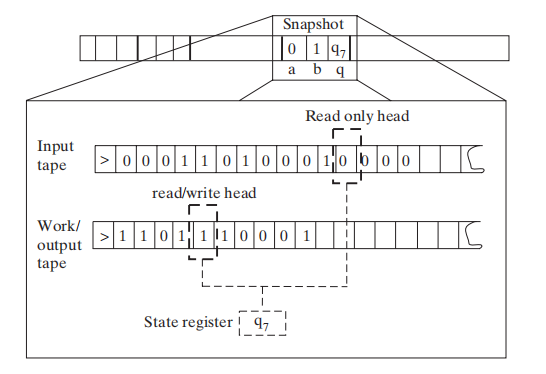 Snapshot
0 1 q7
a b q
Read only head
Input tape
> 0 0 0 1 1 0 1 0 0 0 1 0 0 0 0
read/write head
Work/
output
tape
> 1 1 0 1 1 1 0 0 0 1
State register q7